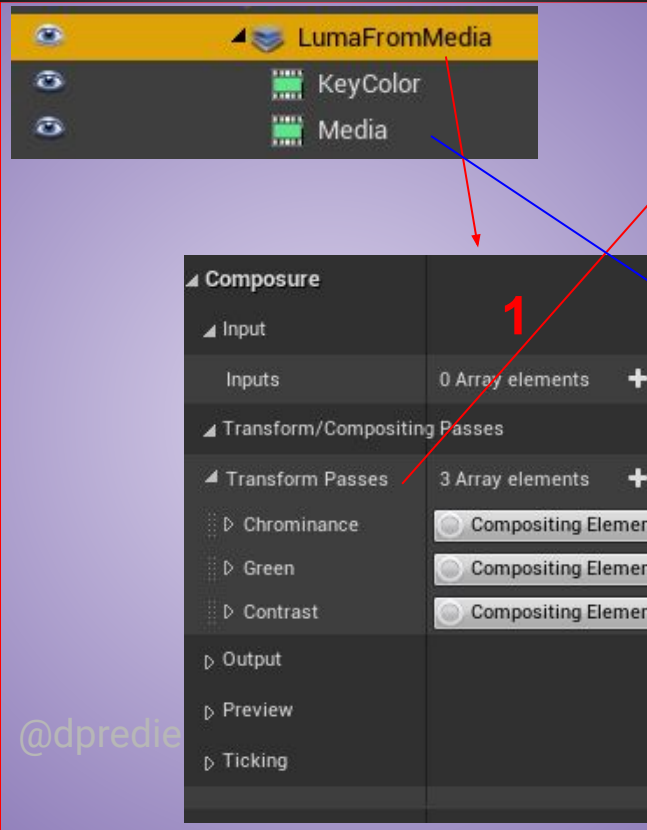 LumaFromMedia
KeyColor
Media
Composure
1
Input
Inputs 0 Array elements
Transform/Compositing Passes
Transform Passes 3 Array elements
Chrominance Compositing Elemen
Green Compositing Elemen
Contrast Compositing Elemen
Output
Preview
@dpredie
Ticking